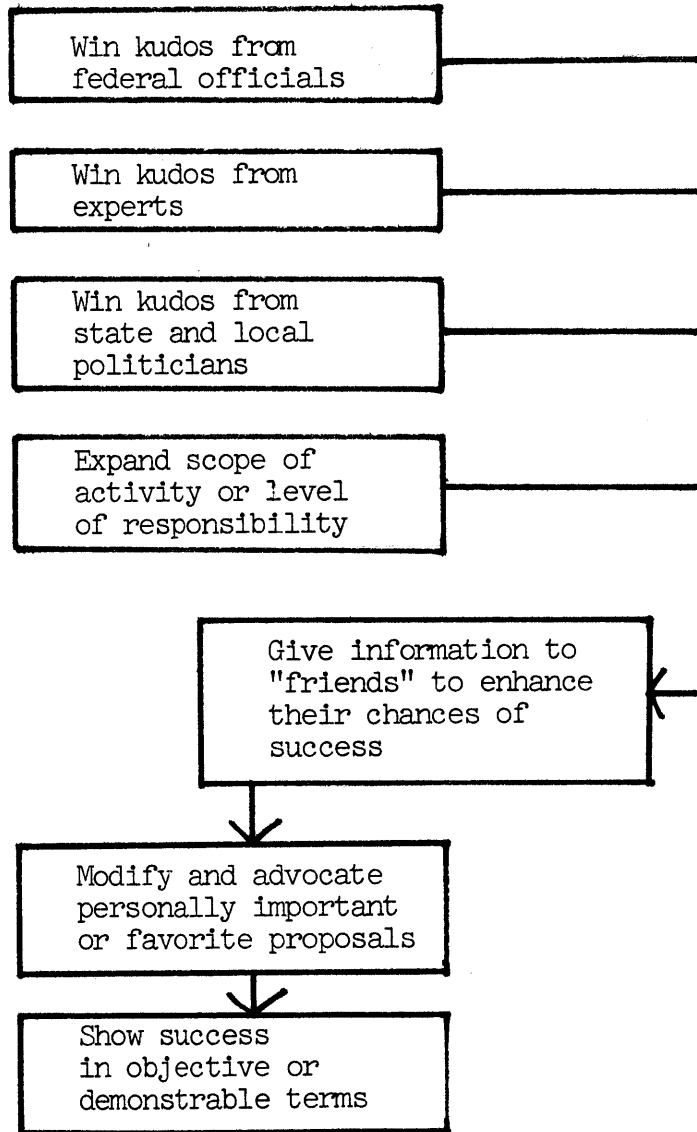 Win kudos from
federal officials
Win kudos from
experts
Win kudos from
state and local
politicians
Expand scope of
activity or level
of responsibility
Give information to
"friends" to enhance
their chances of
success
Modify and advocate
personally important
or favorite proposals
Show success
in objective or
demonstrable terms